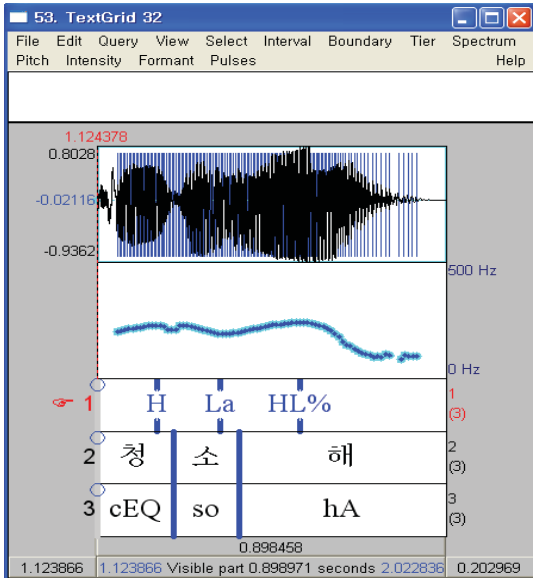 53. TextGrid 32
File Edit Query View Select Interval Boundary Tier Spectrum
Pitch Intensity Formant Pulses Help
1.124378
0.8028
-0.02116
-0.9362
500 Hz
0 Hz
1 H La HL% 1 (3)
2 청 소 해 2 (3)
3 cEQ so hA 3 (3)
0.898458
1.123866 1.123866 Visible part 0.898971 seconds 2.022836 0.202969